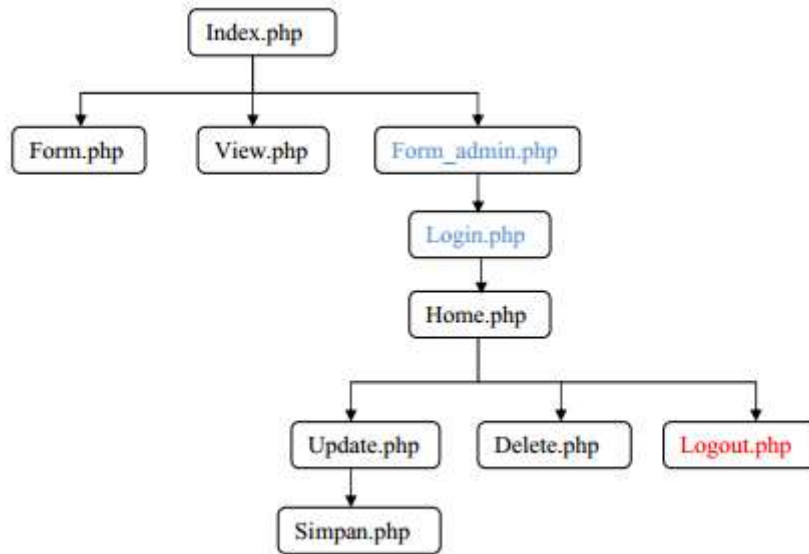 Index.php
Form.php
View.php
Form_admin.php
Login.php
Home.php
Update.php
Delete.php
Logout.php
Simpan.php